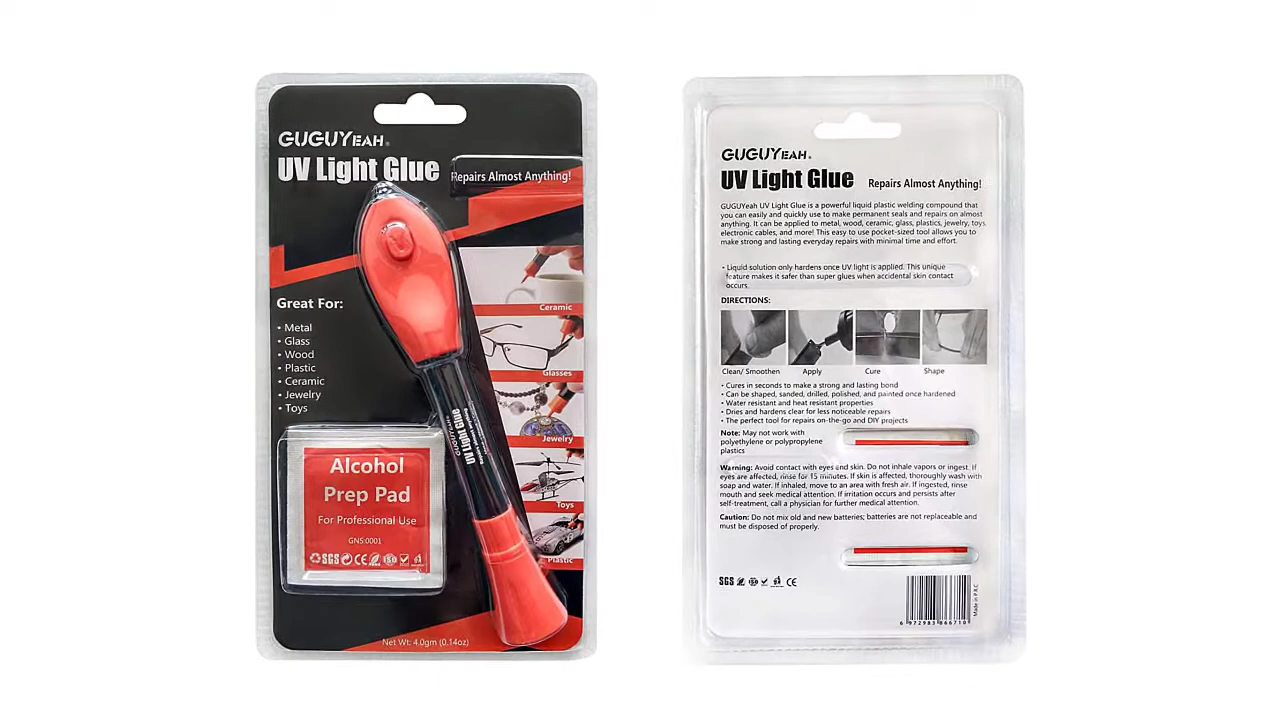 GUGUYEAH®
UV Light Glue
Repairs Almost Anything!
Great For:
• Metal
• Glass
• Wood
• Plastic
• Ceramic
• Jewelry
• Toys
Ceramic
Glasses
Jewelry
Toys
Plastic
GUGUYEAH
UV Light Glue
Repairs Almost Anything
Alcohol
Prep Pad
For Professional Use
GNS:0001
SGS CE ISO
Net Wt: 4.0gm (0.14oz)
GUGUYEAH®
UV Light Glue Repairs Almost Anything!
GUGUYeah UV Light Glue is a powerful liquid plastic welding compound that
you can easily and quickly use to make permanent seals and repairs on almost
anything. It can be applied to metal, wood, ceramic, glass, plastics, jewelry, toys,
electronic cables, and more! This easy to use pocket-sized tool allows you to
make strong and lasting everyday repairs with minimal time and effort.
• Liquid solution only hardens once UV light is applied. This unique
feature makes it safer than super glues when accidental skin contact
occurs.
DIRECTIONS:
Clean/ Smoothen Apply Cure Shape
• Cures in seconds to make a strong and lasting bond
• Can be shaped, sanded, drilled, polished, and painted once hardened
• Water resistant and heat resistant properties
• Dries and hardens clear for less noticeable repairs
• The perfect tool for repairs on-the-go and DIY projects
Note: May not work with
polyethylene or polypropylene
plastics
Warning: Avoid contact with eyes and skin. Do not inhale vapors or ingest. If
eyes are affected, rinse for 15 minutes. If skin is affected, thoroughly wash with
soap and water. If inhaled, move to an area with fresh air. If ingested, rinse
mouth and seek medical attention. If irritation occurs and persists after
self-treatment, call a physician for further medical attention.
Caution: Do not mix old and new batteries; batteries are not replaceable and
must be disposed of properly.
SGS CE
6 972983 666710
Made in P.R.C